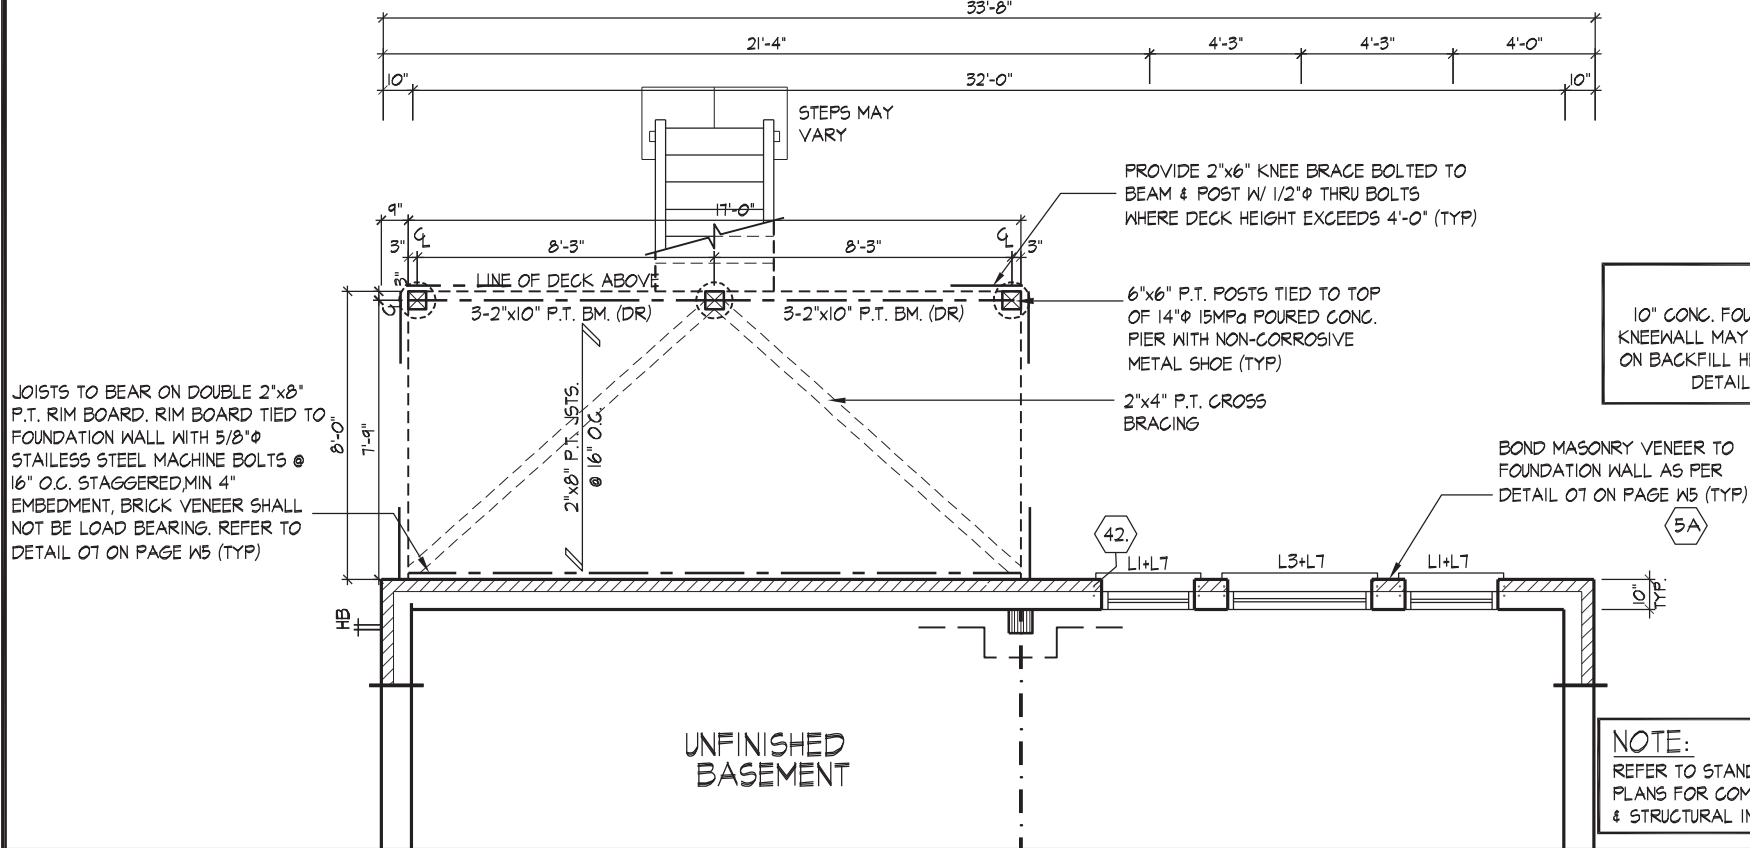 33'-8"
21'-4"
4'-3"
4'-3"
4'-0"
10"
32'-0"
10"
STEPS MAY
VARY
PROVIDE 2"x6" KNEE BRACE BOLTED TO
BEAM & POST W/ 1/2"Φ THRU BOLTS
WHERE DECK HEIGHT EXCEEDS 4'-0" (TYP)
9"
17'-0"
3"
CL
8'-3"
8'-3"
CL
3"
3"
CL
LINE OF DECK ABOVE
3-2"x10" P.T. BM. (DR)
3-2"x10" P.T. BM. (DR)
6"x6" P.T. POSTS TIED TO TOP
OF 14"Φ 15MPa POURED CONC.
PIER WITH NON-CORROSIVE
METAL SHOE (TYP)
10" CONC. FOU
KNEEWALL MAY
ON BACKFILL H
DETAIL
JOISTS TO BEAR ON DOUBLE 2"x8"
P.T. RIM BOARD. RIM BOARD TIED TO
FOUNDATION WALL WITH 5/8"Φ
STAILESS STEEL MACHINE BOLTS @
16" O.C. STAGGERED,MIN 4"
EMBEDMENT, BRICK VENEER SHALL
NOT BE LOAD BEARING. REFER TO
DETAIL 07 ON PAGE W5 (TYP)
8'-0"
7'-9"
2"x8" P.T. JSTS.
@ 16" O.C.
2"x4" P.T. CROSS
BRACING
BOND MASONRY VENEER TO
FOUNDATION WALL AS PER
DETAIL 07 ON PAGE W5 (TYP)
5A
42.
L1+L7
L3+L7
L1+L7
10"
TYP.
HB
UNFINISHED
BASEMENT
NOTE:
REFER TO STAND
PLANS FOR COM
& STRUCTURAL IN